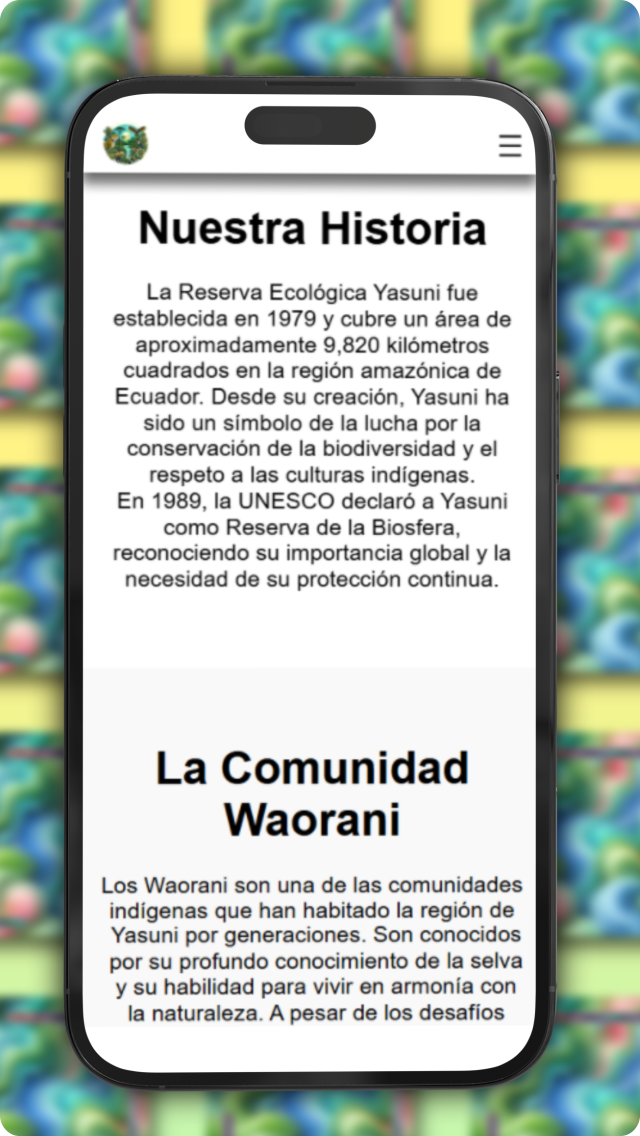 Nuestra Historia
La Reserva Ecológica Yasuni fue
establecida en 1979 y cubre un área de
aproximadamente 9,820 kilómetros
cuadrados en la región amazónica de
Ecuador. Desde su creación, Yasuni ha
sido un símbolo de la lucha por la
conservación de la biodiversidad y el
respeto a las culturas indígenas.
En 1989, la UNESCO declaró a Yasuni
como Reserva de la Biosfera,
reconociendo su importancia global y la
necesidad de su protección continua.
La Comunidad
Waorani
Los Waorani son una de las comunidades
indígenas que han habitado la región de
Yasuni por generaciones. Son conocidos
por su profundo conocimiento de la selva
y su habilidad para vivir en armonía con
la naturaleza. A pesar de los desafíos